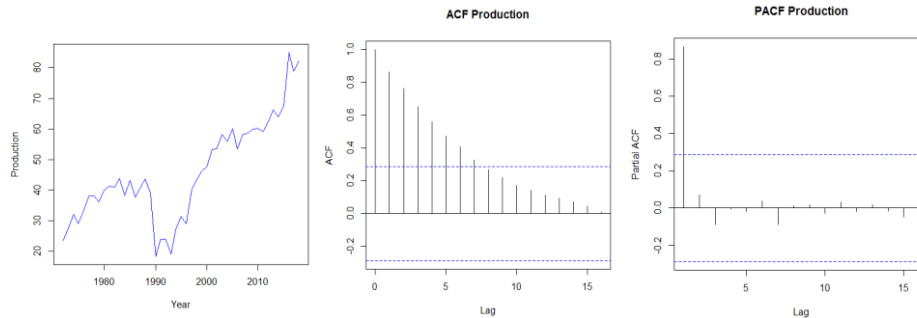 Production
20 30 40 50 60 70 80
1980 1990 2000 2010
Year
ACF Production
ACF
-0.2 0.0 0.2 0.4 0.6 0.8 1.0
0 5 10 15
Lag
PACF Production
Partial ACF
-0.2 0.0 0.2 0.4 0.6 0.8
5 10 15
Lag